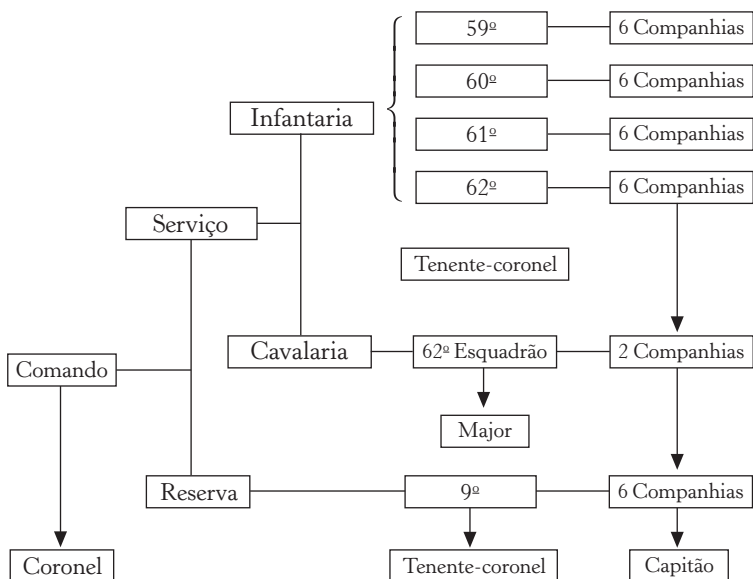 59º
6 Companhias
60º
6 Companhias
Infantaria
61º
6 Companhias
62º
6 Companhias
Serviço
Tenente-coronel
Cavalaria
62º Esquadrão
2 Companhias
Comando
Major
Reserva
9º
6 Companhias
Coronel
Tenente-coronel
Capitão